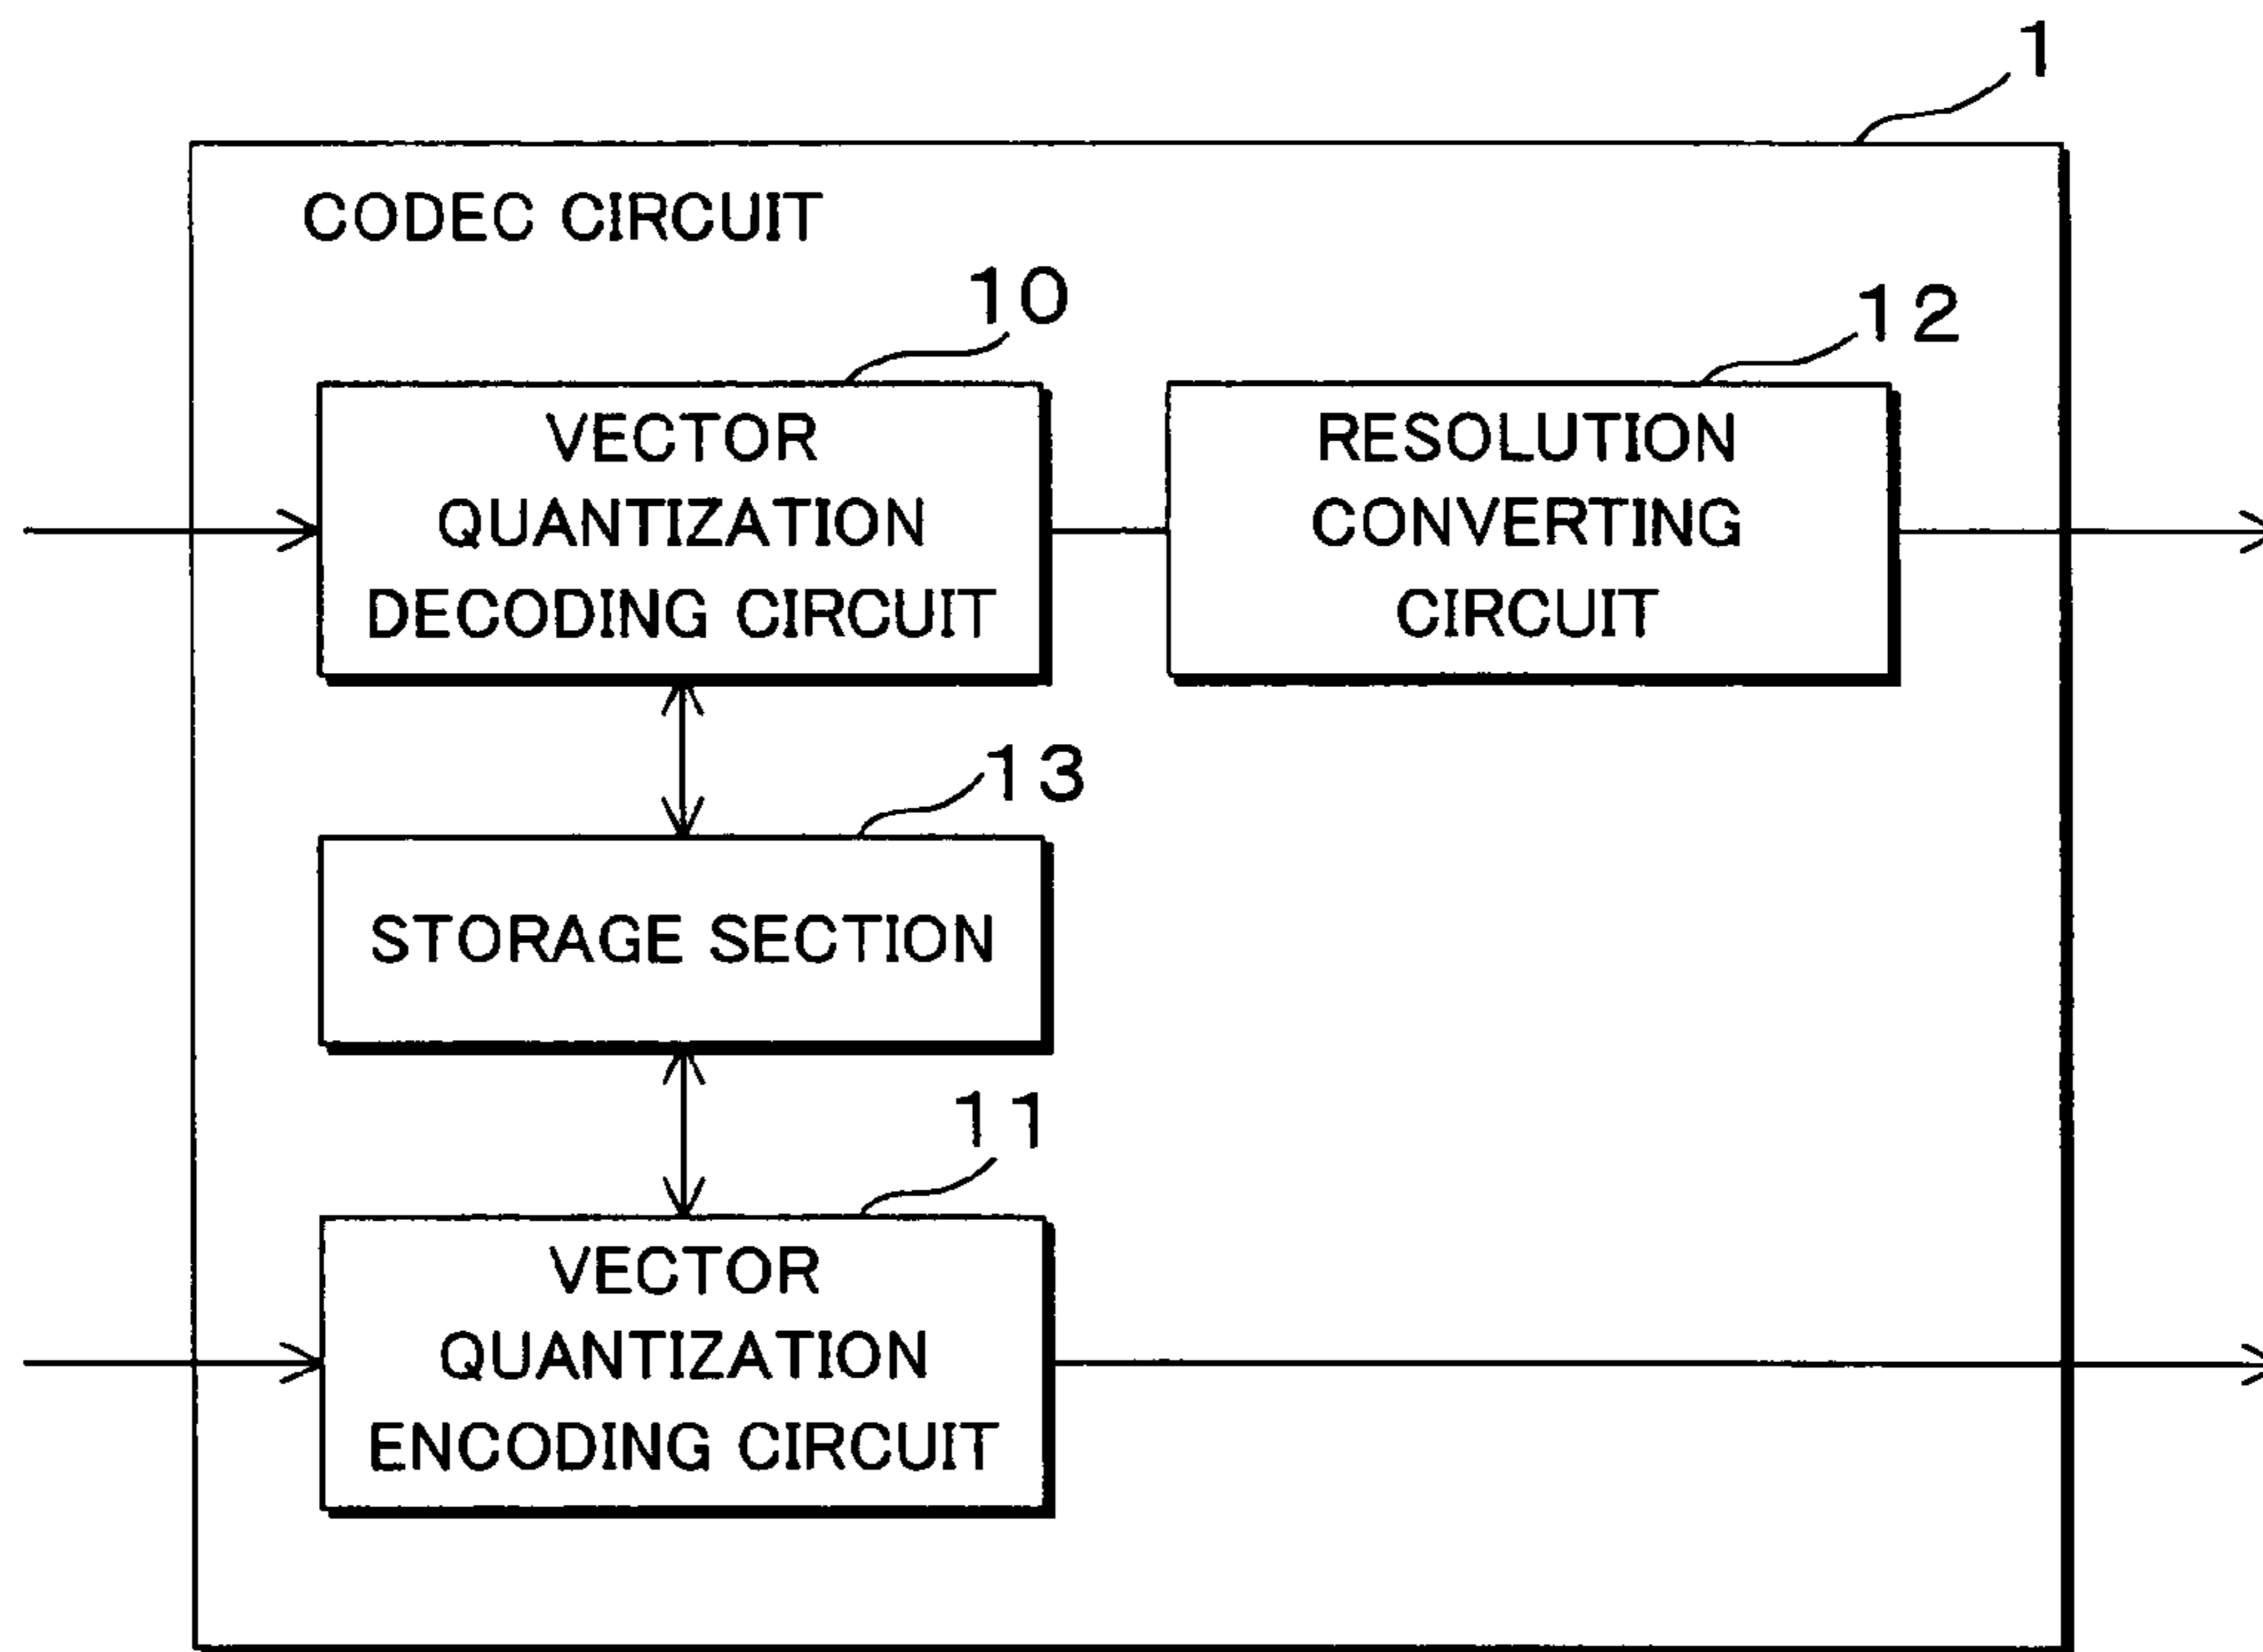 1
CODEC CIRCUIT
10
12
VECTOR
QUANTIZATION
DECODING CIRCUIT
RESOLUTION
CONVERTING
CIRCUIT
13
STORAGE SECTION
11
VECTOR
QUANTIZATION
ENCODING CIRCUIT